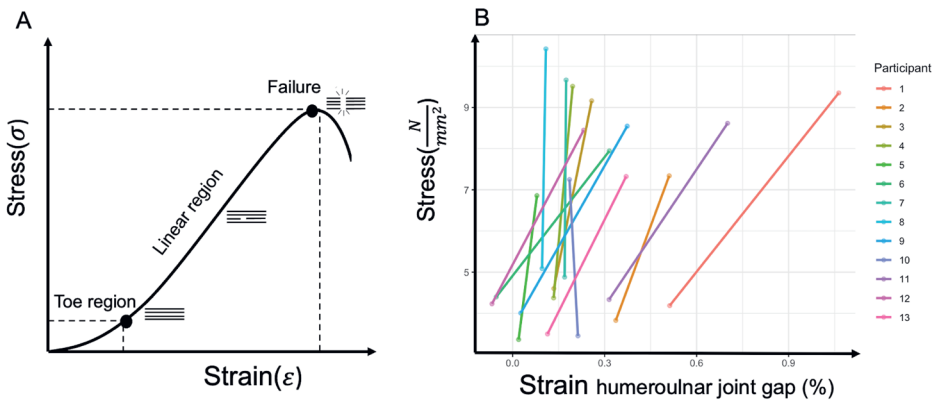 A
Stress(σ)
Failure
Linear region
Toe region
Strain(ε)
B
Stress(N/mm²)
9
7
5
0.0 0.3 0.6 0.9
Strain humeroulnar joint gap (%)
Participant
1
2
3
4
5
6
7
8
9
10
11
12
13